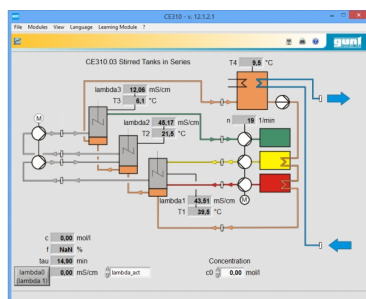 CE310 - v. 12.1.2.1
File Modules View Language Learning Module ?
gunt
CE310.03 Stirred Tanks in Series
T4 9,5 °C
lambda3 12,06 mS/cm
T3 6,1 °C
lambda2 45,17 mS/cm
T2 21,5 °C
n 19 1/min
M
lambda1 43,51 mS/cm
T1 39,5 °C
M
c 0,00 mol/l
f NaN %
tau 14,90 min
lambda0 0,00 mS/cm lambda_act
(lambda 1)
Concentration
c0 0,00 mol/l